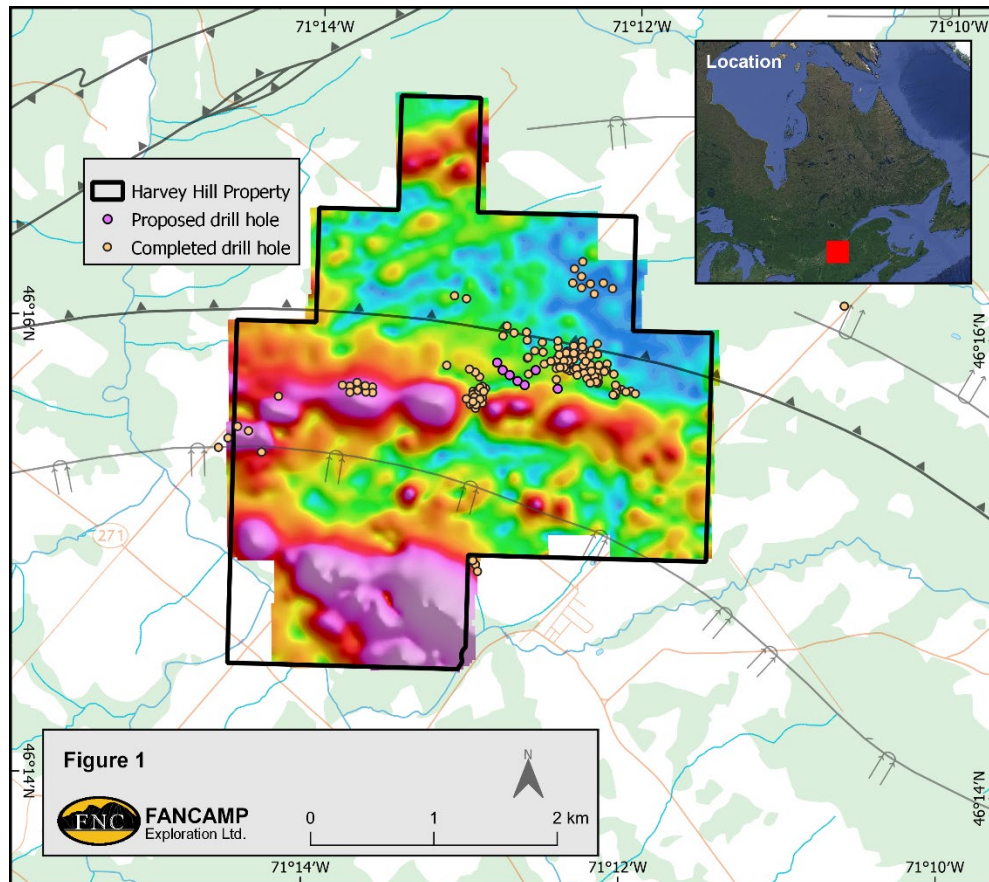 71°14'W
71°12'W
71°10'W
Location
Harvey Hill Property
Proposed drill hole
Completed drill hole
46°16'N
46°16'N
271
46°14'N
46°14'N
Figure 1
N
FNC
FANCAMP
Exploration Ltd.
0 1 2 km
71°14'W
71°12'W
71°10'W